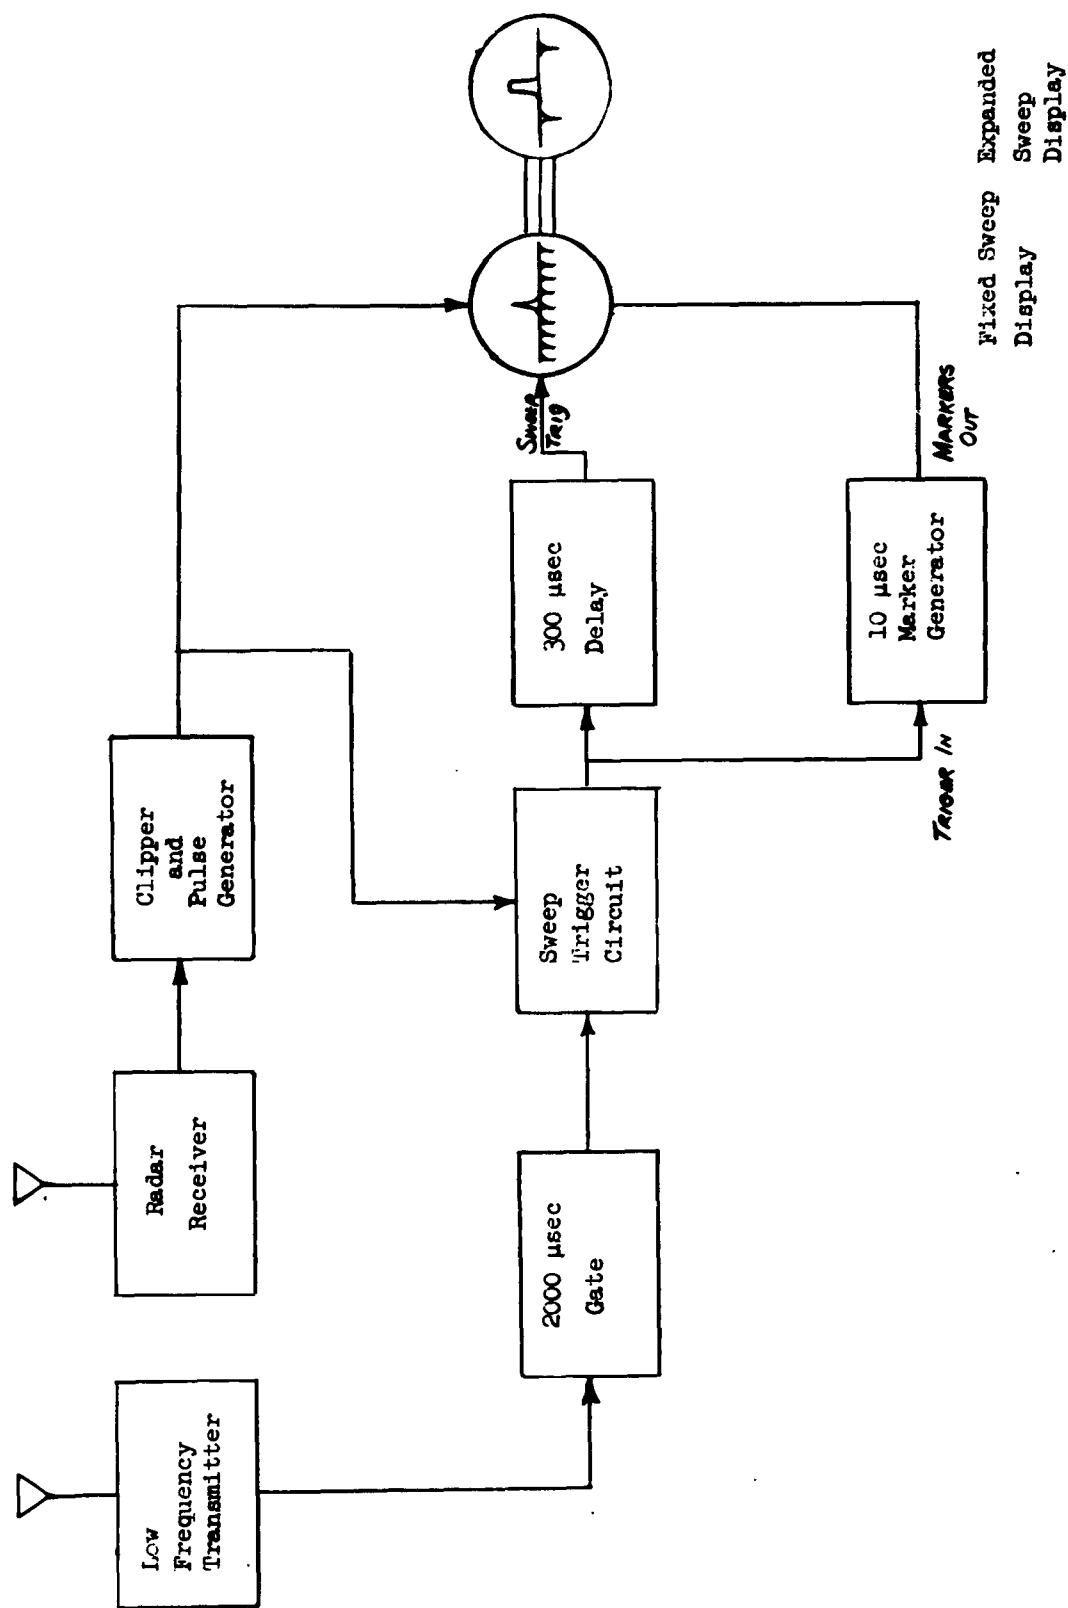 Low
Frequency
Transmitter
Radar
Receiver
Clipper
and
Pulse
Generator
2000 µsec
Gate
Sweep
Trigger
Circuit
300 µsec
Delay
SWEEP
TRIG
TRIGGER IN
10 µsec
Marker
Generator
MARKERS
OUT
Fixed Sweep
Display
Expanded
Sweep
Display